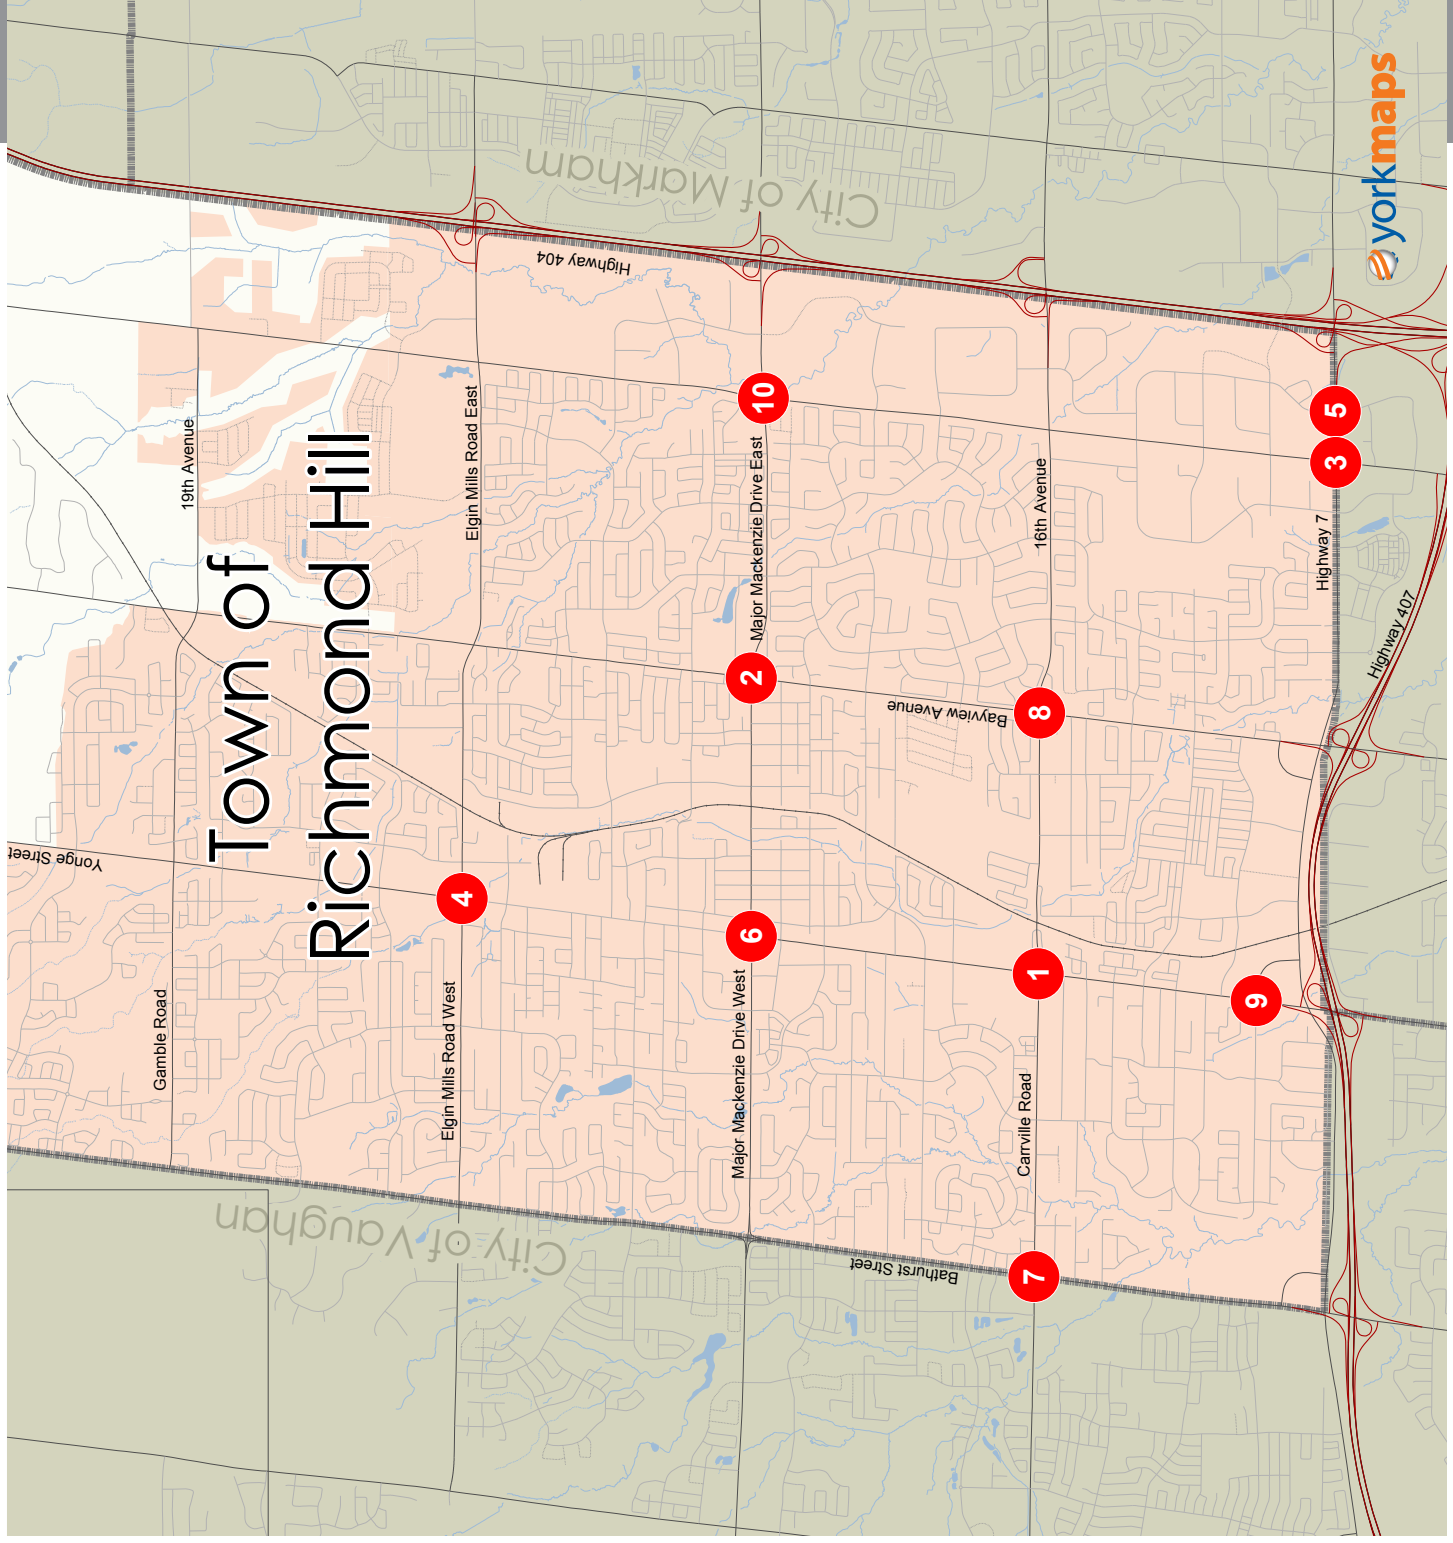 Town of
Richmond Hill
City of Markham
City of Vaughan
Yonge Street
Gamble Road
19th Avenue
Elgin Mills Road West
Elgin Mills Road East
Highway 404
Major Mackenzie Drive West
Major Mackenzie Drive East
Bayview Avenue
Bathurst Street
Carrville Road
16th Avenue
Highway 7
Highway 407
4
10
2
6
8
1
7
9
3
5
yorkmaps